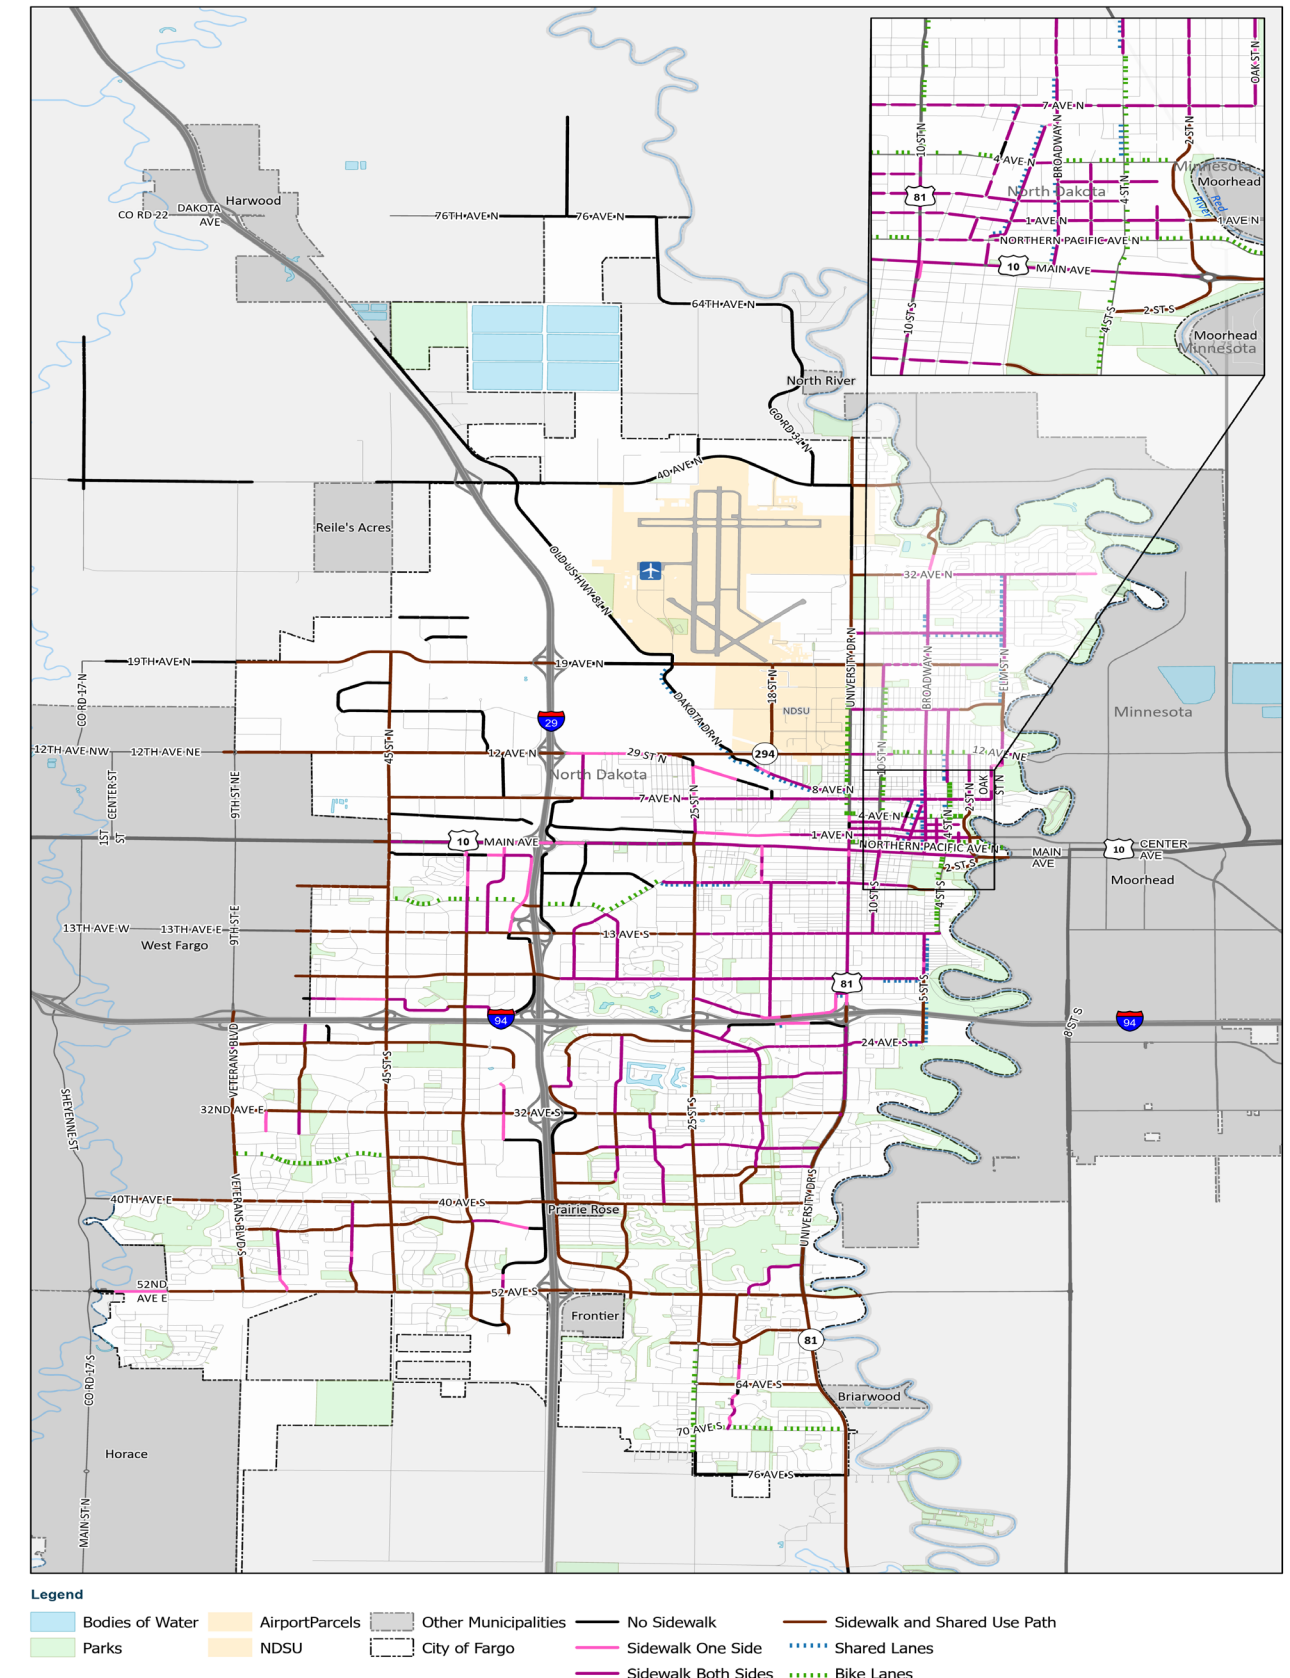 OAK ST N
7 AVE N
10 ST N
BROADWAY N
2 ST N
4 AVE N
Minnesota
Moorhead
North Dakota
4 ST N
Red River
81
1 AVE N
1 AVE N
NORTHERN PACIFIC AVE N
10
MAIN AVE
10 ST S
4 ST S
2 ST S
Moorhead
Minnesota
Harwood
CO RD 22
DAKOTA AVE
76TH AVE N
76 AVE N
64TH AVE N
North River
CO RD 31 N
40 AVE N
Reile's Acres
OLD US HWY 81 N
32 AVE N
UNIVERSITY DR N
BROADWAY N
ELM ST N
19TH AVE N
19 AVE N
CO RD 17 N
18 ST N
NDSU
DAKOTA DR N
29
Minnesota
45 ST N
12TH AVE NW
12TH AVE NE
12 AVE N
29 ST N
294
10 ST N
12 AVE NE
North Dakota
CENTER ST
9TH ST NE
25 ST N
7 AVE N
8 AVE N
2 ST N
OAK ST N
4 AVE N
4 ST N
1ST ST
10
MAIN AVE
1 AVE N
NORTHERN PACIFIC AVE N
MAIN AVE
10
CENTER AVE
2 ST S
Moorhead
10 ST S
4 ST S
13TH AVE W
13TH AVE E
9TH ST E
13 AVE S
West Fargo
81
5 ST S
94
94
8 ST S
24 AVE S
VETERANS BLVD
45 ST S
SHEYENNE ST
32ND AVE E
32 AVE S
25 ST S
40TH AVE E
40 AVE S
VETERANS BLVD S
Prairie Rose
UNIVERSITY DR S
52ND AVE E
52 AVE S
Frontier
81
CO RD 17 S
64 AVE S
Briarwood
70 AVE S
Horace
76 AVE S
MAIN ST N
Legend
Bodies of Water
AirportParcels
Other Municipalities
No Sidewalk
Sidewalk and Shared Use Path
Parks
NDSU
City of Fargo
Sidewalk One Side
Shared Lanes
Sidewalk Both Sides
Bike Lanes